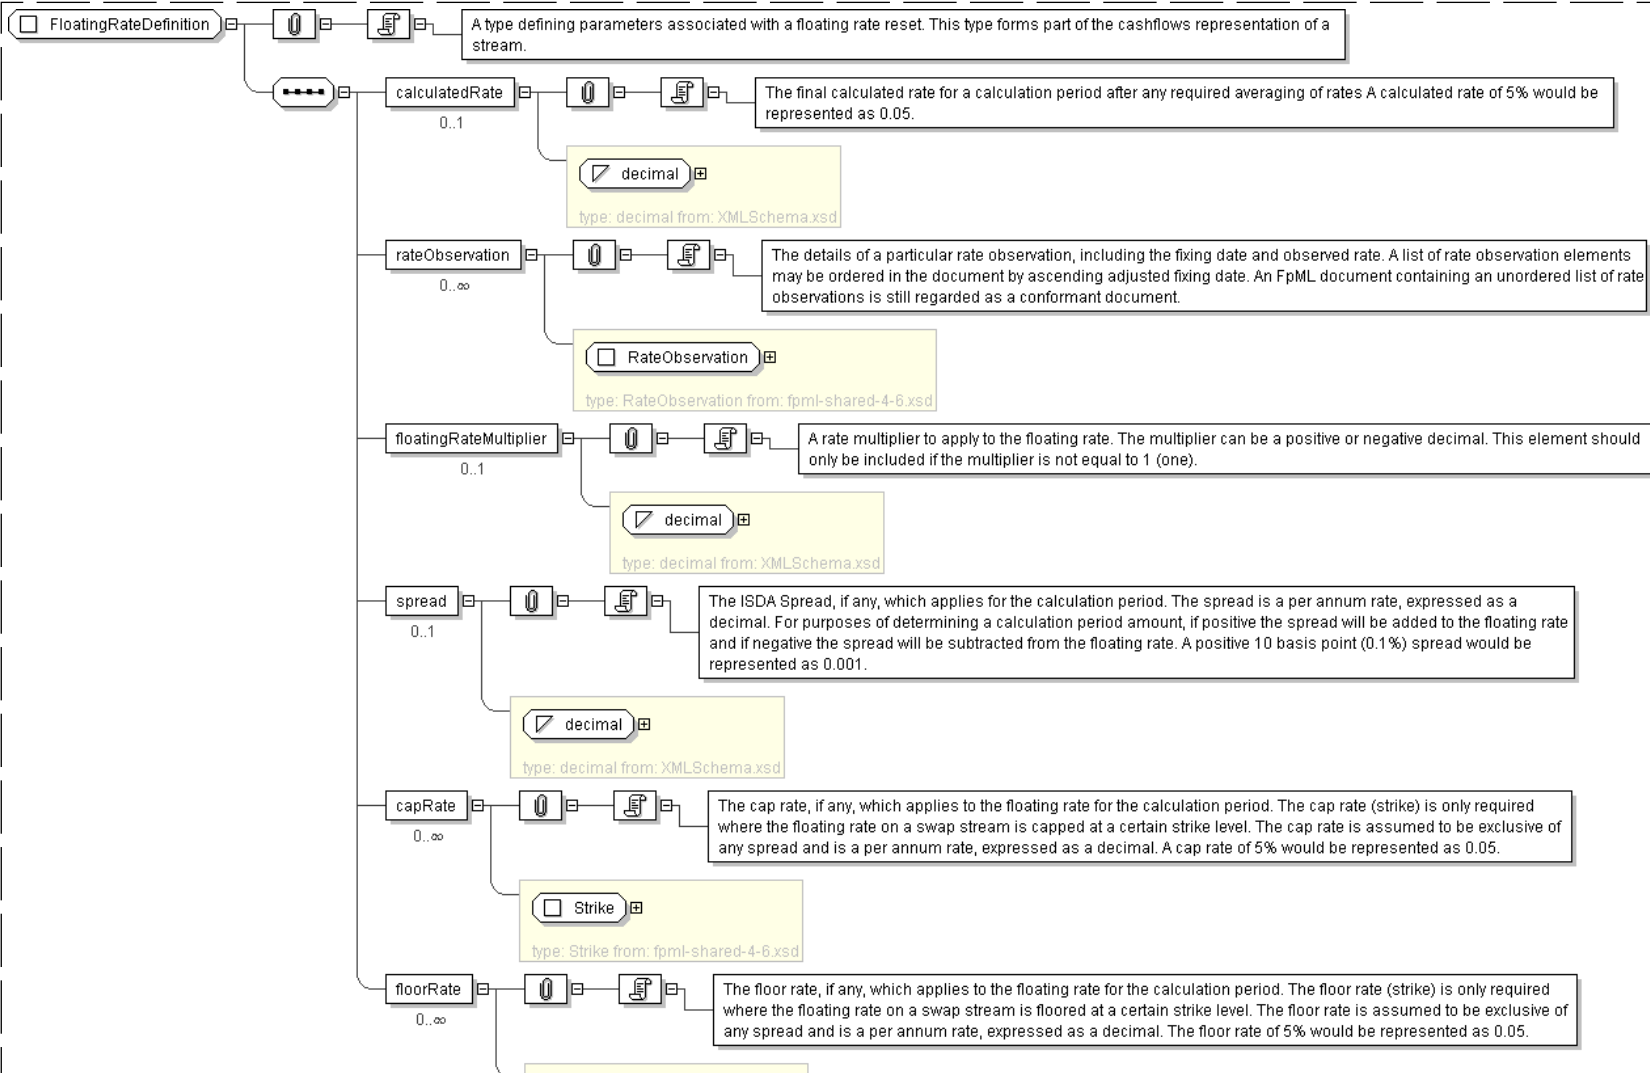 FloatingRateDefinition
A type defining parameters associated with a floating rate reset. This type forms part of the cashflows representation of a
stream.
calculatedRate
0..1
The final calculated rate for a calculation period after any required averaging of rates A calculated rate of 5% would be
represented as 0.05.
decimal
type: decimal from: XMLSchema.xsd
rateObservation
0..∞
The details of a particular rate observation, including the fixing date and observed rate. A list of rate observation elements
may be ordered in the document by ascending adjusted fixing date. An FpML document containing an unordered list of rate
observations is still regarded as a conformant document.
RateObservation
type: RateObservation from: fpml-shared-4-6.xsd
floatingRateMultiplier
0..1
A rate multiplier to apply to the floating rate. The multiplier can be a positive or negative decimal. This element should
only be included if the multiplier is not equal to 1 (one).
decimal
type: decimal from: XMLSchema.xsd
spread
0..1
The ISDA Spread, if any, which applies for the calculation period. The spread is a per annum rate, expressed as a
decimal. For purposes of determining a calculation period amount, if positive the spread will be added to the floating rate
and if negative the spread will be subtracted from the floating rate. A positive 10 basis point (0.1%) spread would be
represented as 0.001.
decimal
type: decimal from: XMLSchema.xsd
capRate
0..∞
The cap rate, if any, which applies to the floating rate for the calculation period. The cap rate (strike) is only required
where the floating rate on a swap stream is capped at a certain strike level. The cap rate is assumed to be exclusive of
any spread and is a per annum rate, expressed as a decimal. A cap rate of 5% would be represented as 0.05.
Strike
type: Strike from: fpml-shared-4-6.xsd
floorRate
0..∞
The floor rate, if any, which applies to the floating rate for the calculation period. The floor rate (strike) is only required
where the floating rate on a swap stream is floored at a certain strike level. The floor rate is assumed to be exclusive of
any spread and is a per annum rate, expressed as a decimal. The floor rate of 5% would be represented as 0.05.